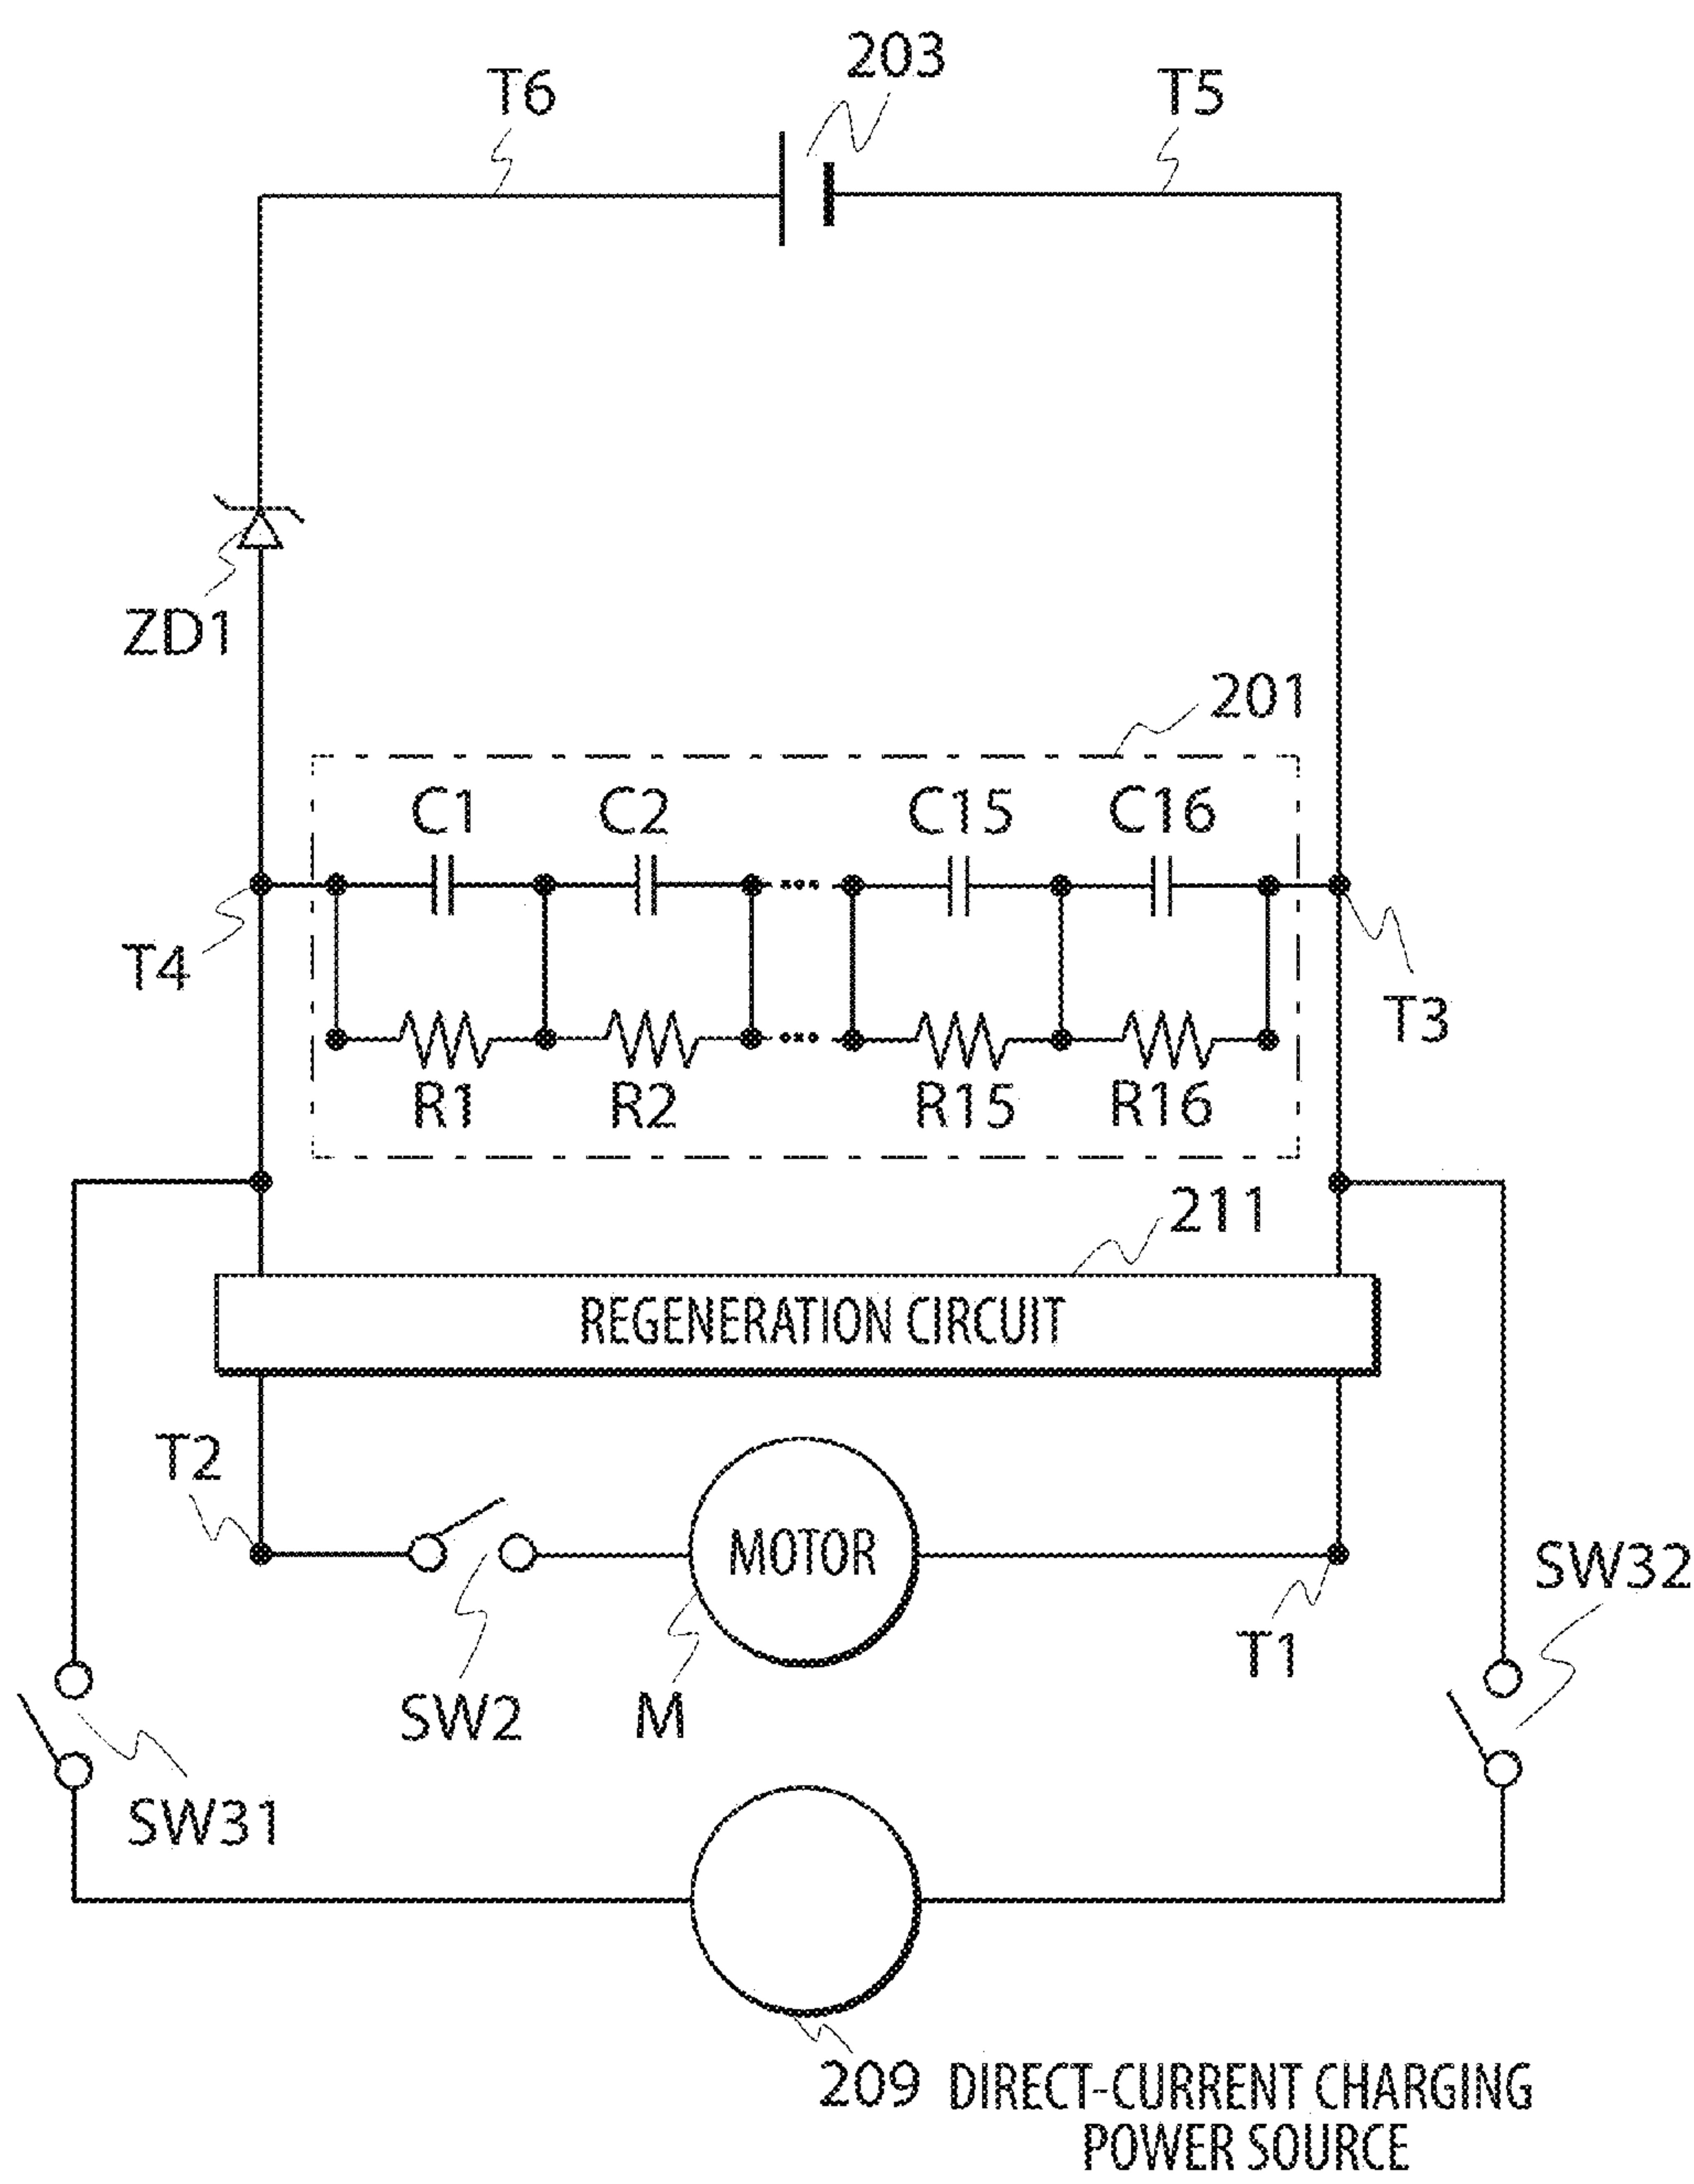 203
T6
T5
ZD1
201
C1 C2 C15 C16
T4
T3
R1 R2 R15 R16
211
REGENERATION CIRCUIT
T2
MOTOR
SW32
T1
SW2
M
SW31
209 DIRECT-CURRENT CHARGING
POWER SOURCE